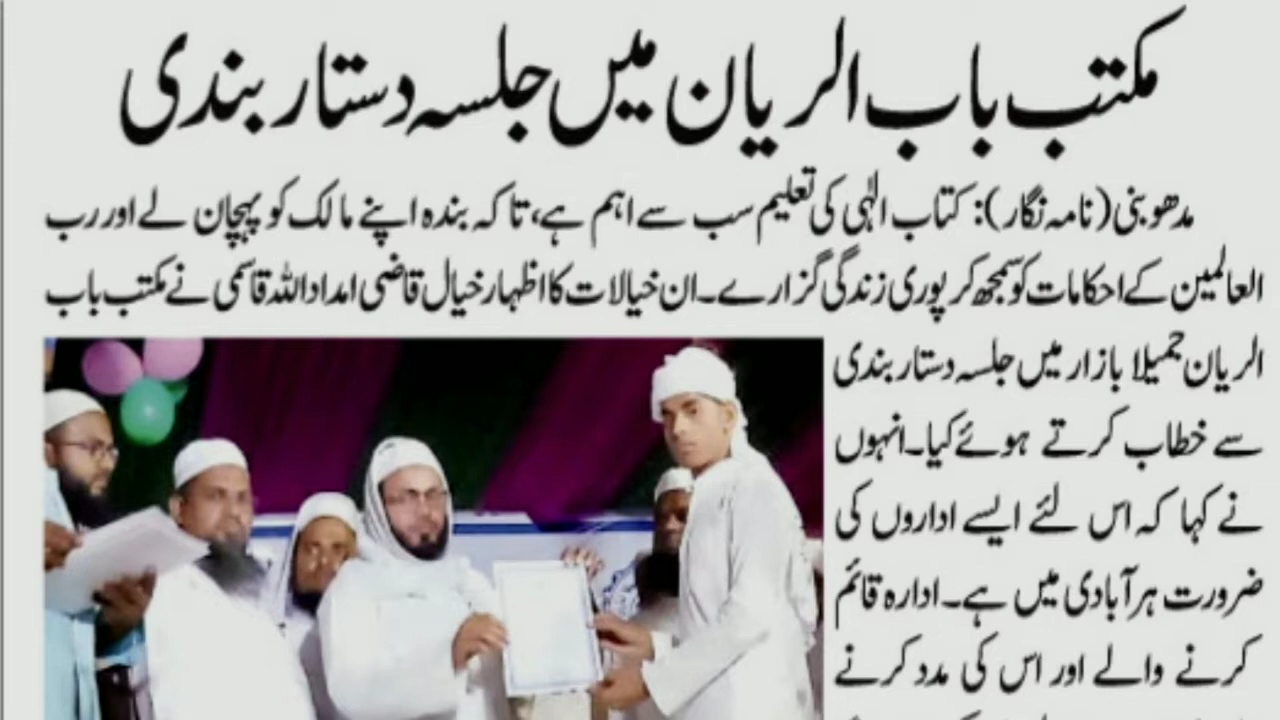 مکتب باب الریان میں جلسہ دستار بندی
مدھوبنی (نامہ نگار): کتاب الٰہی کی تعلیم سب سے اہم ہے، تاکہ بندہ اپنے مالک کو پہچان لے اور رب
العالمین کے احکامات کو سمجھ کر پوری زندگی گزارے۔ ان خیالات کا اظہار خیال قاضی امداد اللہ قاسمی نے مکتب باب
الریان جمیلا بازار میں جلسہ دستار بندی
سے خطاب کرتے ہوئے کیا۔ انہوں
نے کہا کہ اس لئے ایسے اداروں کی
ضرورت ہر آبادی میں ہے۔ ادارہ قائم
کرنے والے اور اس کی مدد کرنے